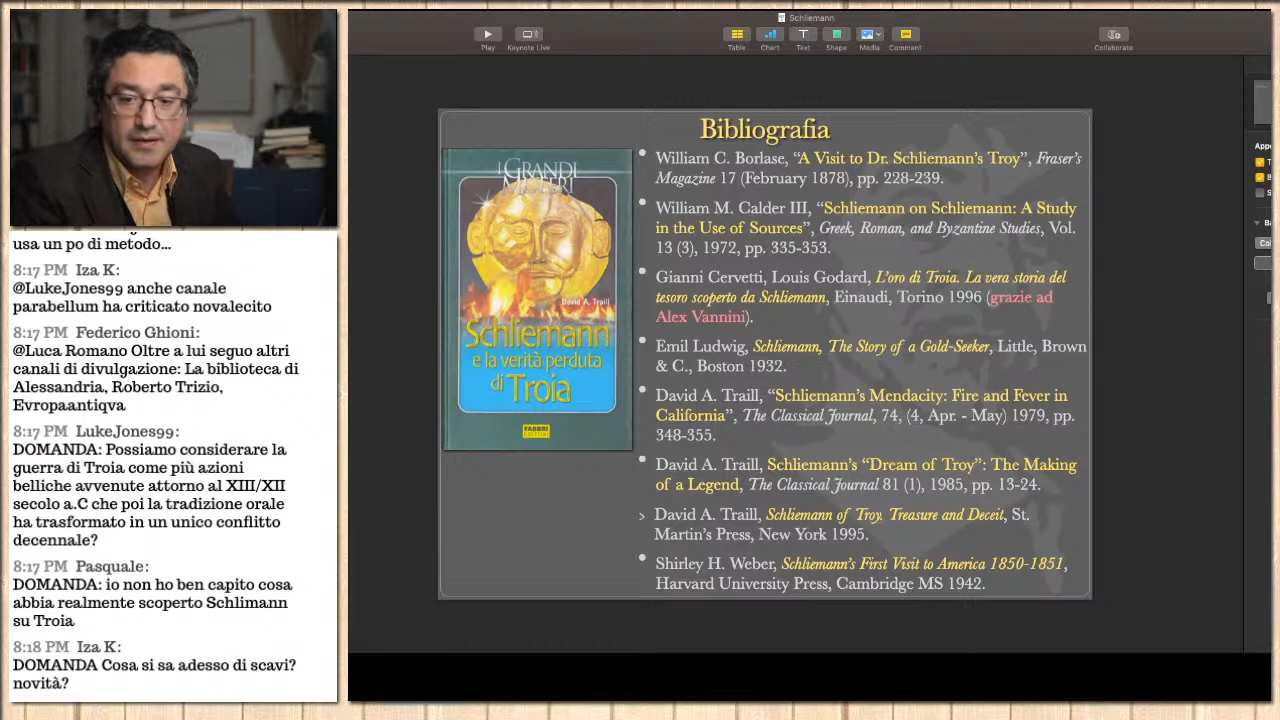 Schliemann
Play
Keynote Live
Table
Chart
Text
Shape
Media
Comment
Collaborate
usa un po di metodo...
8:17 PM Iza K:
@LukeJones99 anche canale
parabellum ha criticato novalecito
8:17 PM Federico Ghioni:
@Luca Romano Oltre a lui seguo altri
canali di divulgazione: La biblioteca di
Alessandria, Roberto Trizio,
Evropaantiqva
8:17 PM LukeJones99:
DOMANDA: Possiamo considerare la
guerra di Troia come più azioni
belliche avvenute attorno al XIII/XII
secolo a.C che poi la tradizione orale
ha trasformato in un unico conflitto
decennale?
8:17 PM Pasquale:
DOMANDA: io non ho ben capito cosa
abbia realmente scoperto Schlimann
su Troia
8:18 PM Iza K:
DOMANDA Cosa si sa adesso di scavi?
novità?
Bibliografia
I GRANDI
MISTERI
David A. Traill
Schliemann
e la verità perduta
di Troia
FABBRI
EDITORI
• William C. Borlase, “A Visit to Dr. Schliemann’s Troy”, Fraser’s
Magazine 17 (February 1878), pp. 228-239.
• William M. Calder III, “Schliemann on Schliemann: A Study
in the Use of Sources”, Greek, Roman, and Byzantine Studies, Vol.
13 (3), 1972, pp. 335-353.
• Gianni Cervetti, Louis Godard, L’oro di Troia. La vera storia del
tesoro scoperto da Schliemann, Einaudi, Torino 1996 (grazie ad
Alex Vannini).
• Emil Ludwig, Schliemann, The Story of a Gold-Seeker, Little, Brown
& C., Boston 1932.
• David A. Traill, “Schliemann’s Mendacity: Fire and Fever in
California”, The Classical Journal, 74, (4, Apr. - May) 1979, pp.
348-355.
• David A. Traill, Schliemann’s “Dream of Troy”: The Making
of a Legend, The Classical Journal 81 (1), 1985, pp. 13-24.
> David A. Traill, Schliemann of Troy. Treasure and Deceit, St.
Martin’s Press, New York 1995.
• Shirley H. Weber, Schliemann’s First Visit to America 1850-1851,
Harvard University Press, Cambridge MS 1942.
Appe